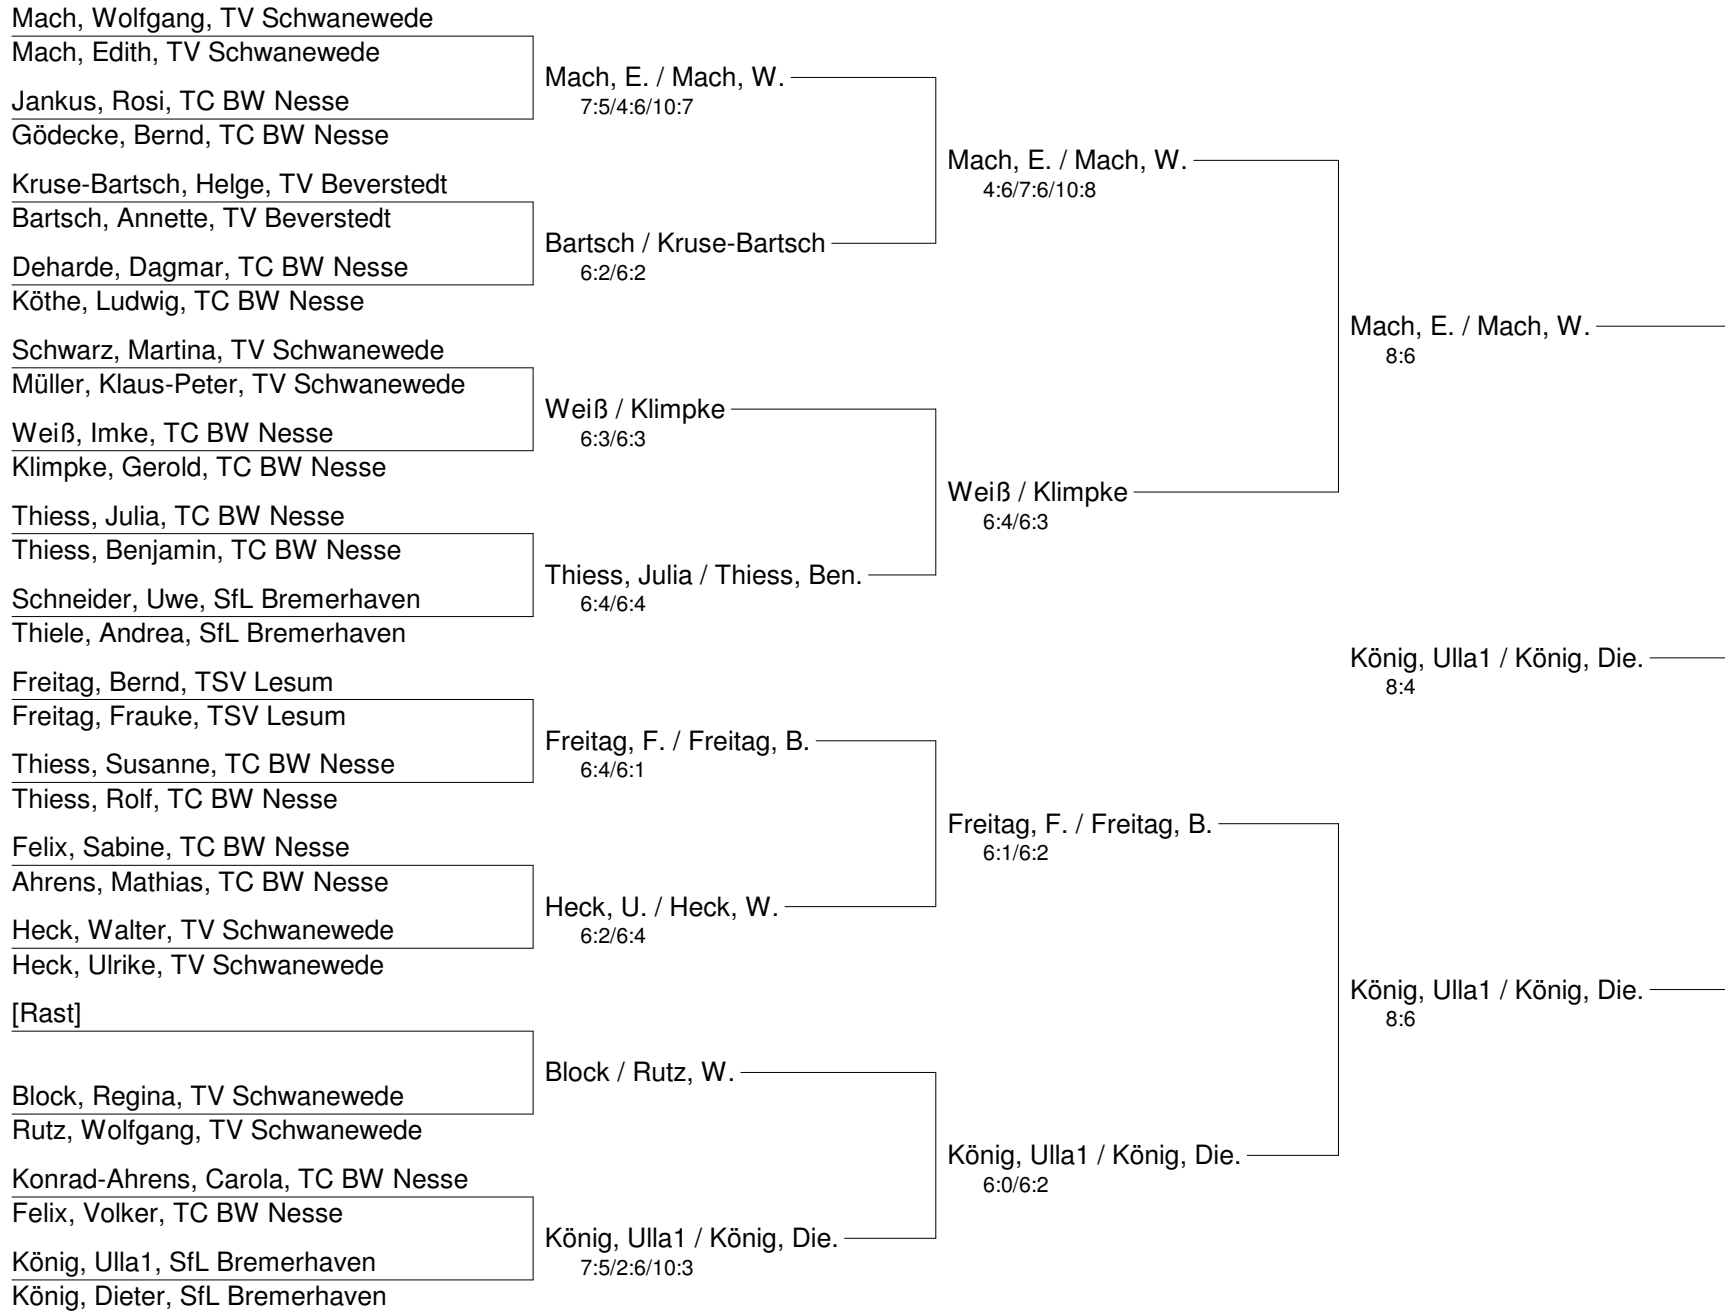 Mach, Wolfgang, TV Schwanewede
Mach, Edith, TV Schwanewede
Jankus, Rosi, TC BW Nesse
Gödecke, Bernd, TC BW Nesse
Kruse-Bartsch, Helge, TV Beverstedt
Bartsch, Annette, TV Beverstedt
Deharde, Dagmar, TC BW Nesse
Köthe, Ludwig, TC BW Nesse
Schwarz, Martina, TV Schwanewede
Müller, Klaus-Peter, TV Schwanewede
Weiß, Imke, TC BW Nesse
Klimpke, Gerold, TC BW Nesse
Thiess, Julia, TC BW Nesse
Thiess, Benjamin, TC BW Nesse
Schneider, Uwe, SfL Bremerhaven
Thiele, Andrea, SfL Bremerhaven
Freitag, Bernd, TSV Lesum
Freitag, Frauke, TSV Lesum
Thiess, Susanne, TC BW Nesse
Thiess, Rolf, TC BW Nesse
Felix, Sabine, TC BW Nesse
Ahrens, Mathias, TC BW Nesse
Heck, Walter, TV Schwanewede
Heck, Ulrike, TV Schwanewede
[Rast]
Block, Regina, TV Schwanewede
Rutz, Wolfgang, TV Schwanewede
Konrad-Ahrens, Carola, TC BW Nesse
Felix, Volker, TC BW Nesse
König, Ulla1, SfL Bremerhaven
König, Dieter, SfL Bremerhaven
Mach, E. / Mach, W.
7:5/4:6/10:7
Bartsch / Kruse-Bartsch
6:2/6:2
Weiß / Klimpke
6:3/6:3
Thiess, Julia / Thiess, Ben.
6:4/6:4
Freitag, F. / Freitag, B.
6:4/6:1
Heck, U. / Heck, W.
6:2/6:4
Block / Rutz, W.
König, Ulla1 / König, Die.
7:5/2:6/10:3
Mach, E. / Mach, W.
4:6/7:6/10:8
Weiß / Klimpke
6:4/6:3
Freitag, F. / Freitag, B.
6:1/6:2
König, Ulla1 / König, Die.
6:0/6:2
Mach, E. / Mach, W.
8:6
König, Ulla1 / König, Die.
8:4
König, Ulla1 / König, Die.
8:6